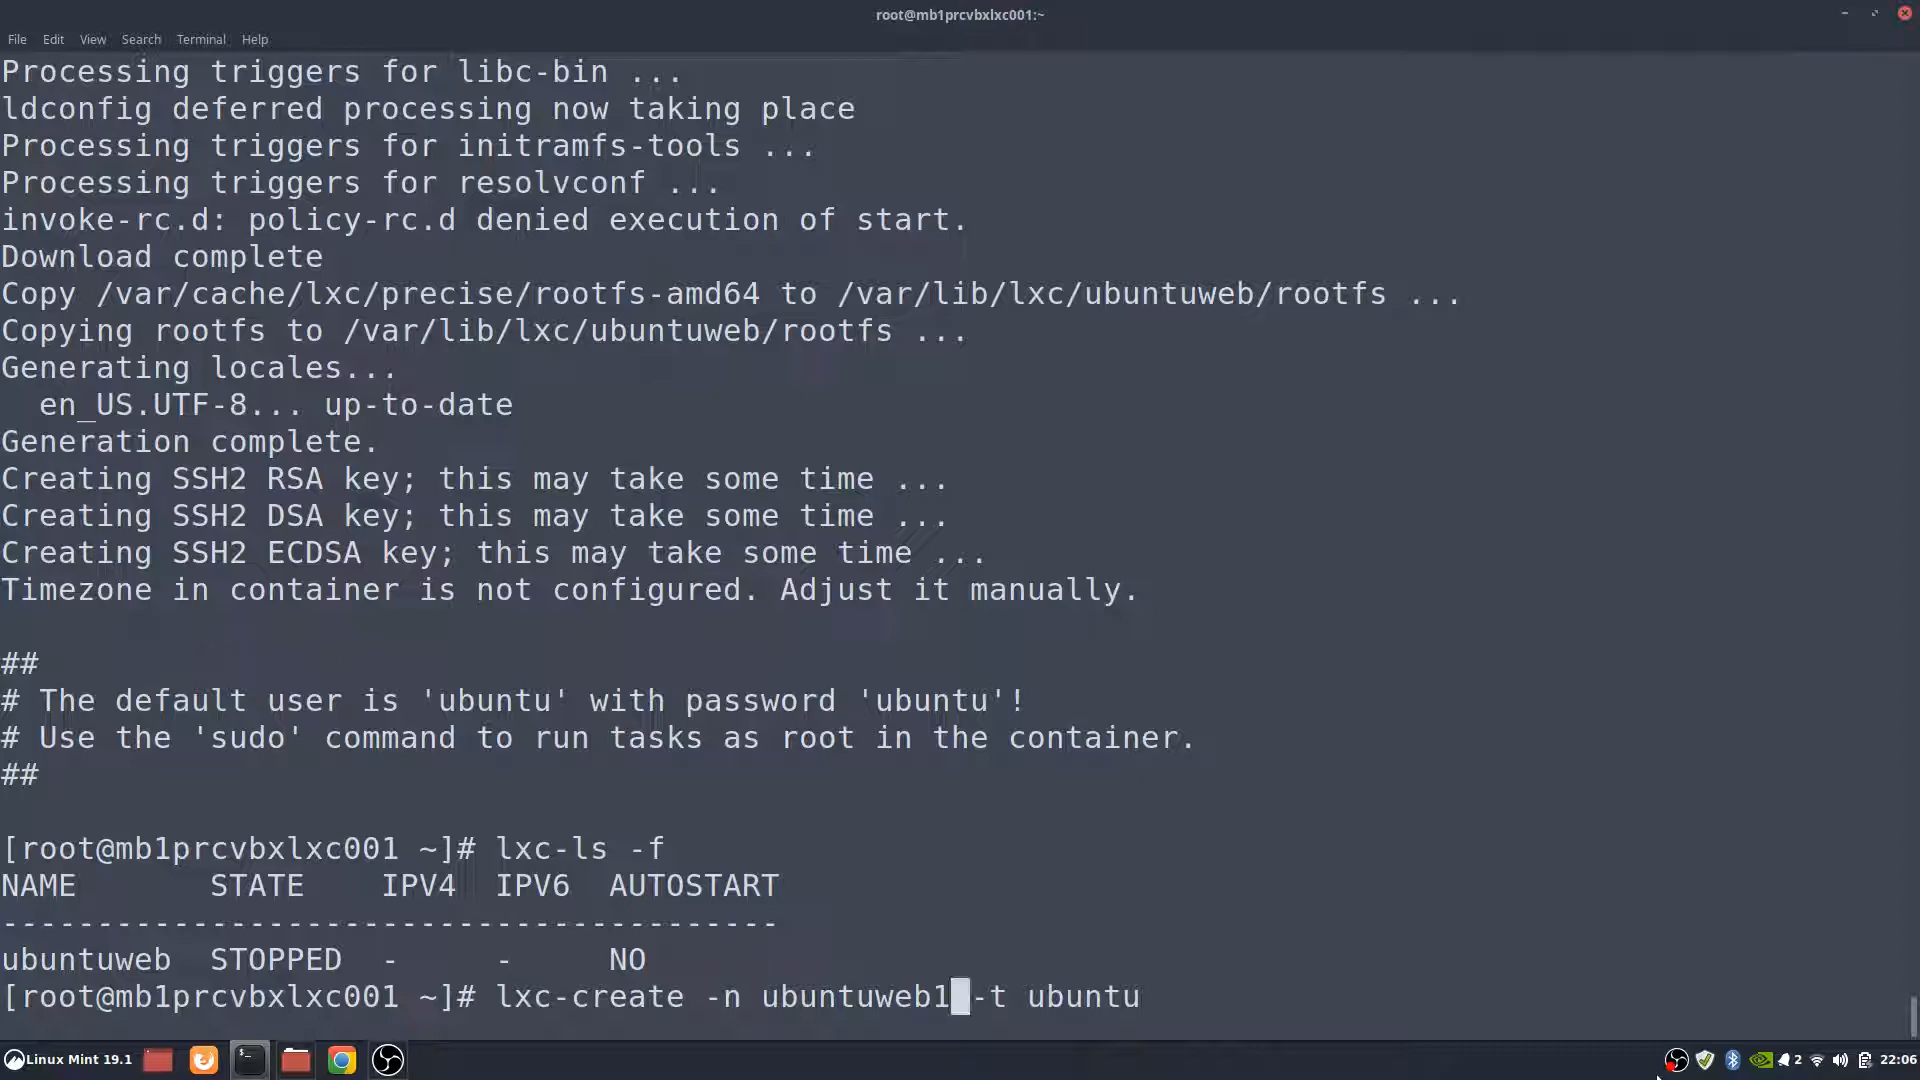 root@mb1prcvbxlxc001:~
File Edit View Search Terminal Help
Processing triggers for libc-bin ...
ldconfig deferred processing now taking place
Processing triggers for initramfs-tools ...
Processing triggers for resolvconf ...
invoke-rc.d: policy-rc.d denied execution of start.
Download complete
Copy /var/cache/lxc/precise/rootfs-amd64 to /var/lib/lxc/ubuntuweb/rootfs ...
Copying rootfs to /var/lib/lxc/ubuntuweb/rootfs ...
Generating locales...
  en_US.UTF-8... up-to-date
Generation complete.
Creating SSH2 RSA key; this may take some time ...
Creating SSH2 DSA key; this may take some time ...
Creating SSH2 ECDSA key; this may take some time ...
Timezone in container is not configured. Adjust it manually.
##
# The default user is 'ubuntu' with password 'ubuntu'!
# Use the 'sudo' command to run tasks as root in the container.
##
[root@mb1prcvbxlxc001 ~]# lxc-ls -f
NAME       STATE    IPV4  IPV6  AUTOSTART
-----------------------------------------
ubuntuweb  STOPPED  -     -     NO
[root@mb1prcvbxlxc001 ~]# lxc-create -n ubuntuweb1 -t ubuntu
Linux Mint 19.1 2 22:06